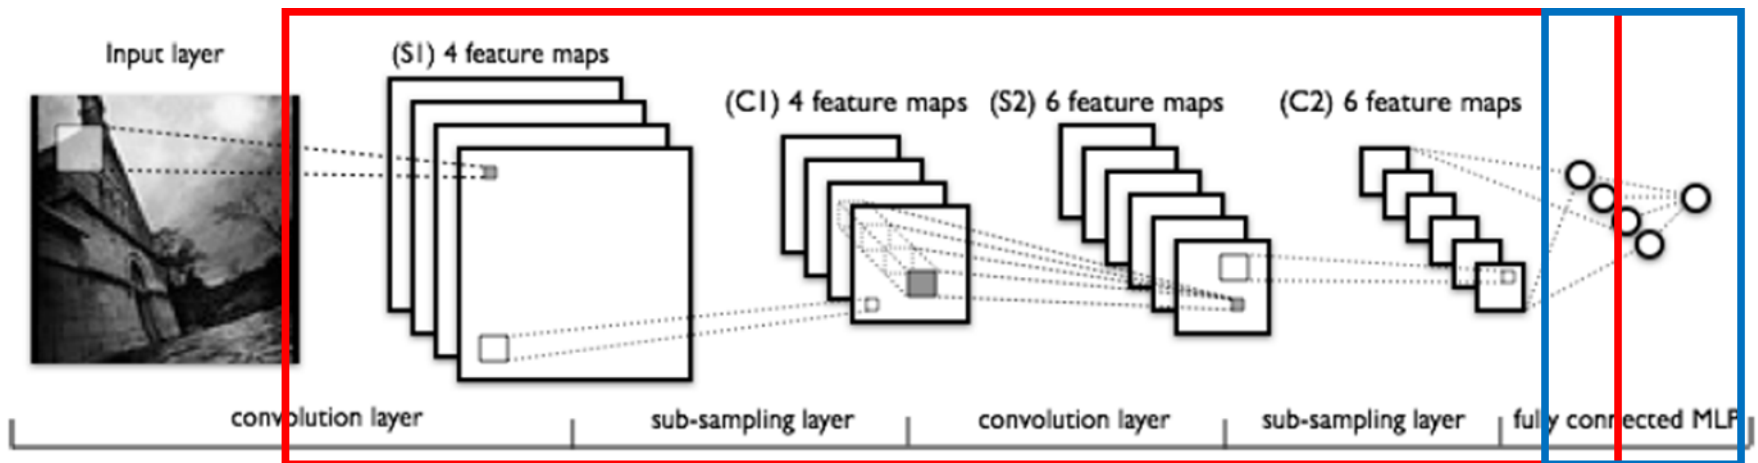 Input layer
(S1) 4 feature maps
(C1) 4 feature maps
(S2) 6 feature maps
(C2) 6 feature maps
convolution layer
sub-sampling layer
convolution layer
sub-sampling layer
fully connected MLP